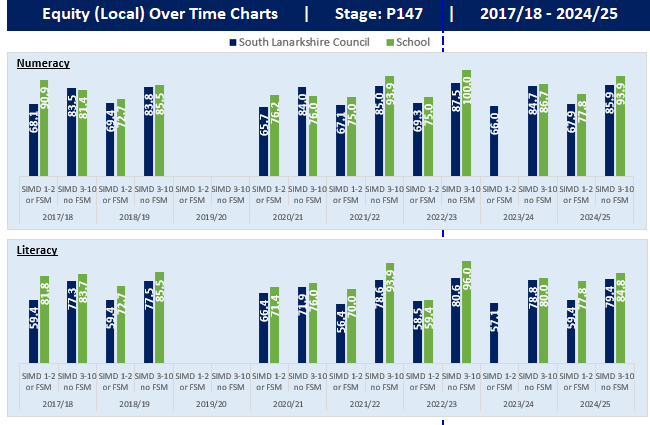 Equity (Local) Over Time Charts | Stage: P147 | 2017/18 - 2024/25
South Lanarkshire Council School
Numeracy
68.1 90.9 83.5 81.4 69.4 72.7 83.8 85.5 65.7 76.2 84.0 76.0 67.1 75.0 85.0 93.9 69.3 75.0 87.5 100.0 66.0 84.7 86.7 67.9 77.8 85.9 93.9
SIMD 1-2 SIMD 3-10 SIMD 1-2 SIMD 3-10 SIMD 1-2 SIMD 3-10 SIMD 1-2 SIMD 3-10 SIMD 1-2 SIMD 3-10 SIMD 1-2 SIMD 3-10 SIMD 1-2 SIMD 3-10 SIMD 1-2 SIMD 3-10
or FSM no FSM or FSM no FSM or FSM no FSM or FSM no FSM or FSM no FSM or FSM no FSM or FSM no FSM or FSM no FSM
2017/18 2018/19 2019/20 2020/21 2021/22 2022/23 2023/24 2024/25
Literacy
59.4 81.8 77.3 83.7 59.4 72.7 77.5 85.5 66.4 71.4 71.9 76.0 56.4 70.0 78.6 93.9 58.5 59.4 80.6 96.0 57.1 78.8 80.0 59.4 77.8 79.4 84.8
SIMD 1-2 SIMD 3-10 SIMD 1-2 SIMD 3-10 SIMD 1-2 SIMD 3-10 SIMD 1-2 SIMD 3-10 SIMD 1-2 SIMD 3-10 SIMD 1-2 SIMD 3-10 SIMD 1-2 SIMD 3-10 SIMD 1-2 SIMD 3-10
or FSM no FSM or FSM no FSM or FSM no FSM or FSM no FSM or FSM no FSM or FSM no FSM or FSM no FSM or FSM no FSM
2017/18 2018/19 2019/20 2020/21 2021/22 2022/23 2023/24 2024/25